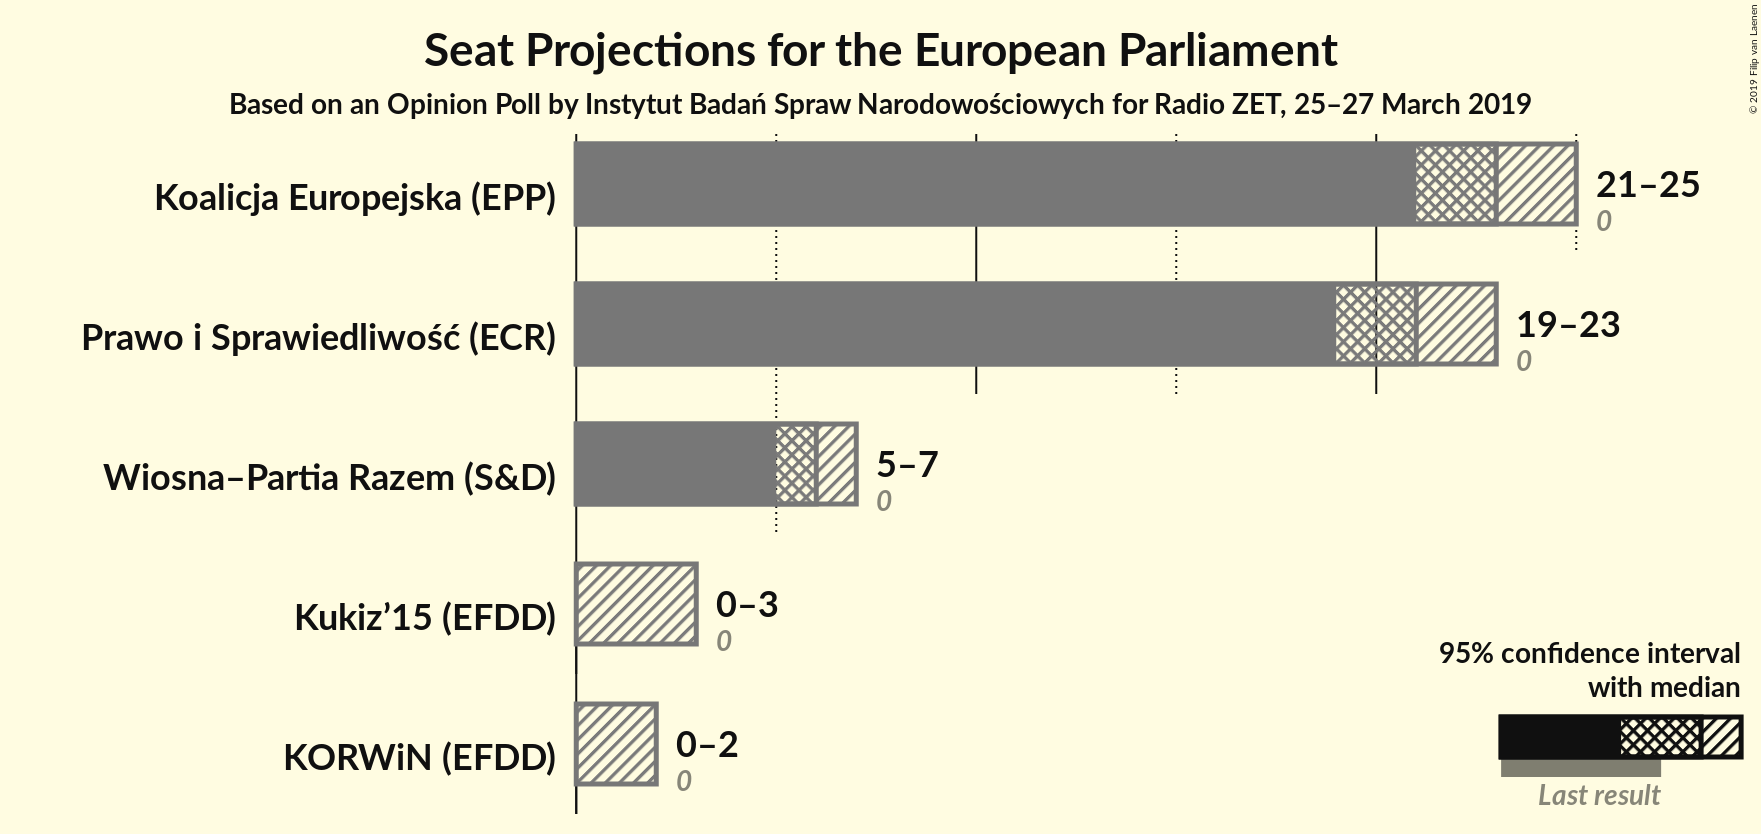 Seat Projections for the European Parliament
Based on an Opinion Poll by Instytut Badań Spraw Narodowościowych for Radio ZET, 25–27 March 2019
© 2019 Filip van Laenen
Koalicja Europejska (EPP)
21–25
0
Prawo i Sprawiedliwość (ECR)
19–23
0
Wiosna–Partia Razem (S&D)
5–7
0
Kukiz’15 (EFDD)
0–3
0
KORWiN (EFDD)
0–2
0
95% confidence interval
with median
Last result